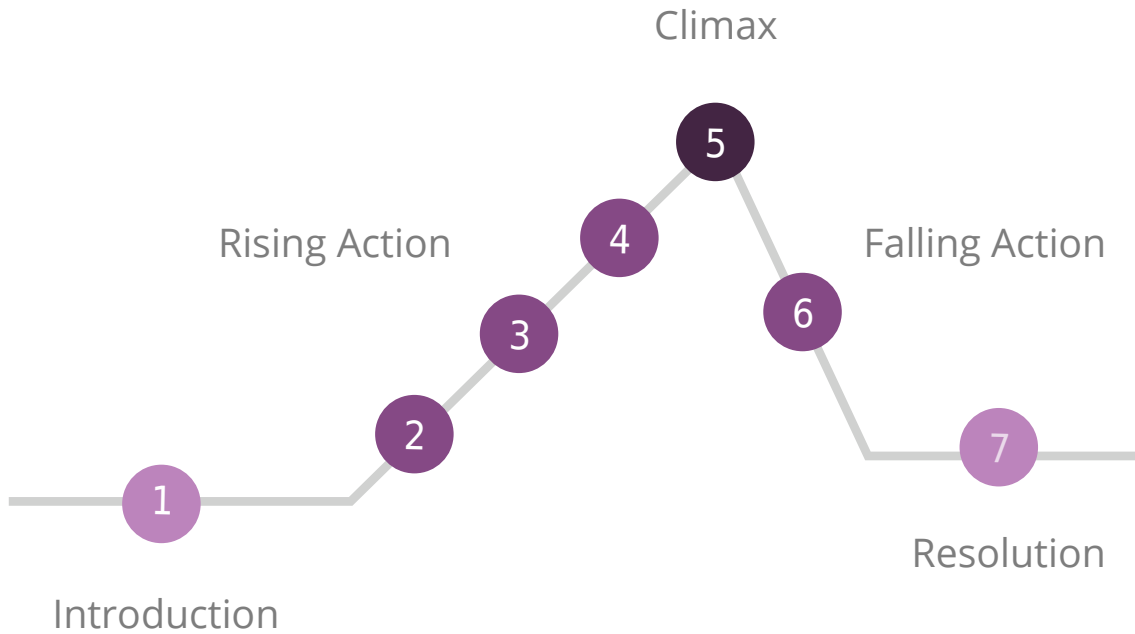 Climax
5
4
Rising Action
Falling Action
6
3
2
7
1
Resolution
Introduction